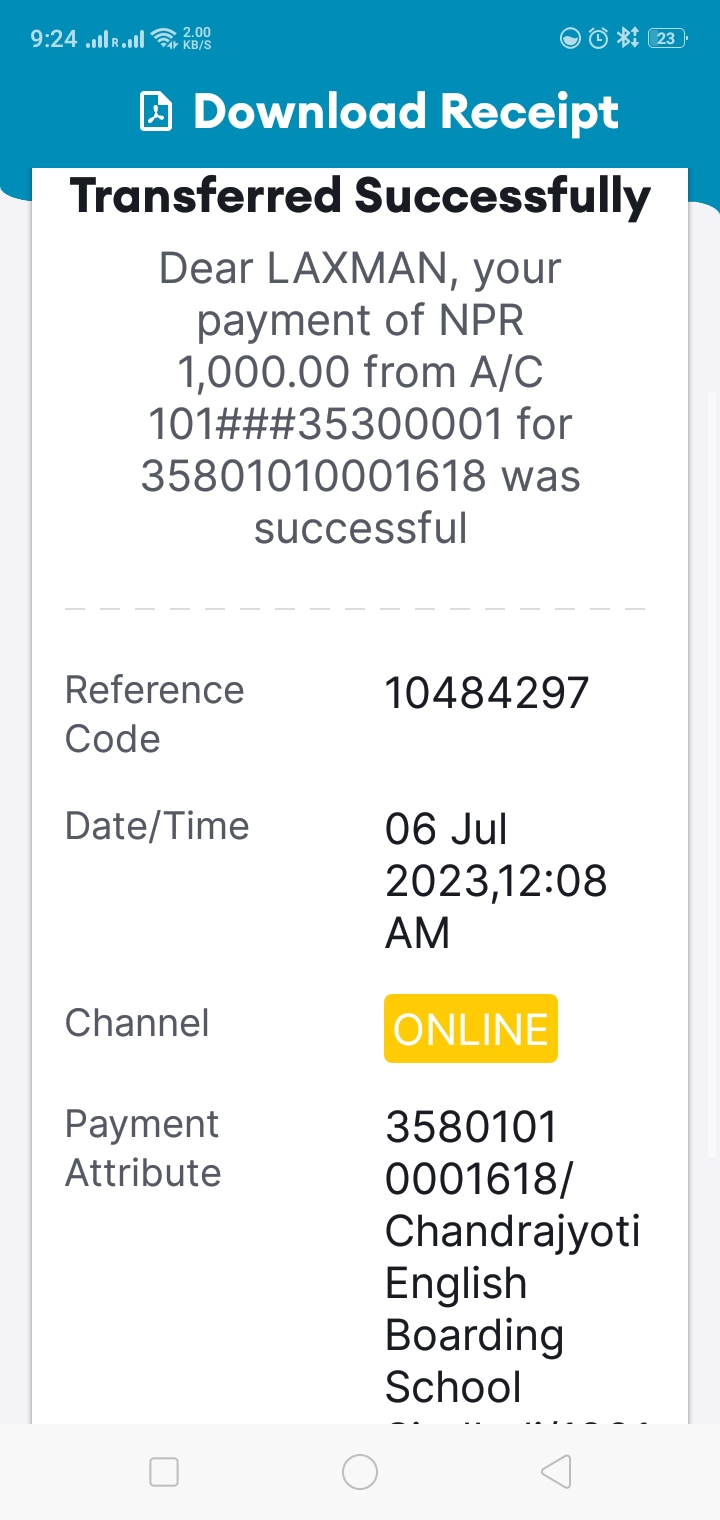 9:24 R 2.00 KB/S 23
Download Receipt
Transferred Successfully
Dear LAXMAN, your
payment of NPR
1,000.00 from A/C
101###35300001 for
35801010001618 was
successful
Reference
Code
10484297
Date/Time
06 Jul
2023,12:08
AM
Channel
ONLINE
Payment
Attribute
3580101
0001618/
Chandrajyoti
English
Boarding
School